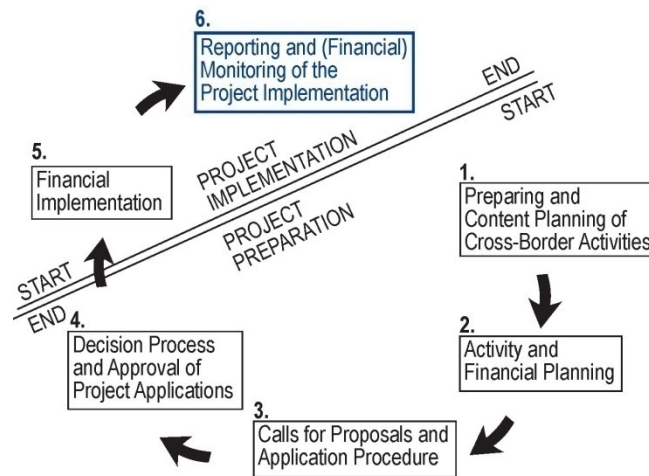 6.
Reporting and (Financial)
Monitoring of the
Project Implementation
END
START
5.
Financial
Implementation
PROJECT
IMPLEMENTATION
PROJECT
PREPARATION
1.
Preparing and
Content Planning of
Cross-Border Activities
START
END
4.
Decision Process
and Approval of
Project Applications
2.
Activity and
Financial Planning
3.
Calls for Proposals and
Application Procedure